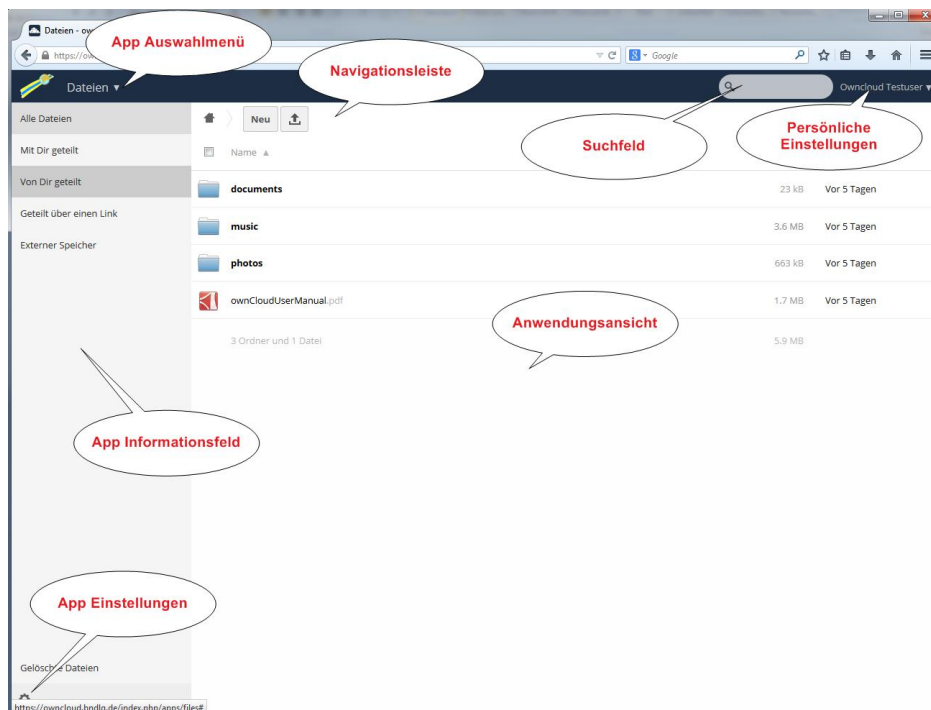 Dateien - ow
App Auswahlmenü
https://ow
Google
Navigationsleiste
Dateien
Owncloud Testuser
Alle Dateien
Neu
Suchfeld
Persönliche
Einstellungen
Mit Dir geteilt
Name
Von Dir geteilt
documents 23 kB Vor 5 Tagen
Geteilt über einen Link
music 3.6 MB Vor 5 Tagen
Externer Speicher
photos 663 kB Vor 5 Tagen
ownCloudUserManual.pdf 1.7 MB Vor 5 Tagen
Anwendungsansicht
3 Ordner und 1 Datei 5.9 MB
App Informationsfeld
App Einstellungen
Gelöschte Dateien
https://owncloud.bndlg.de/index.php/apps/files#